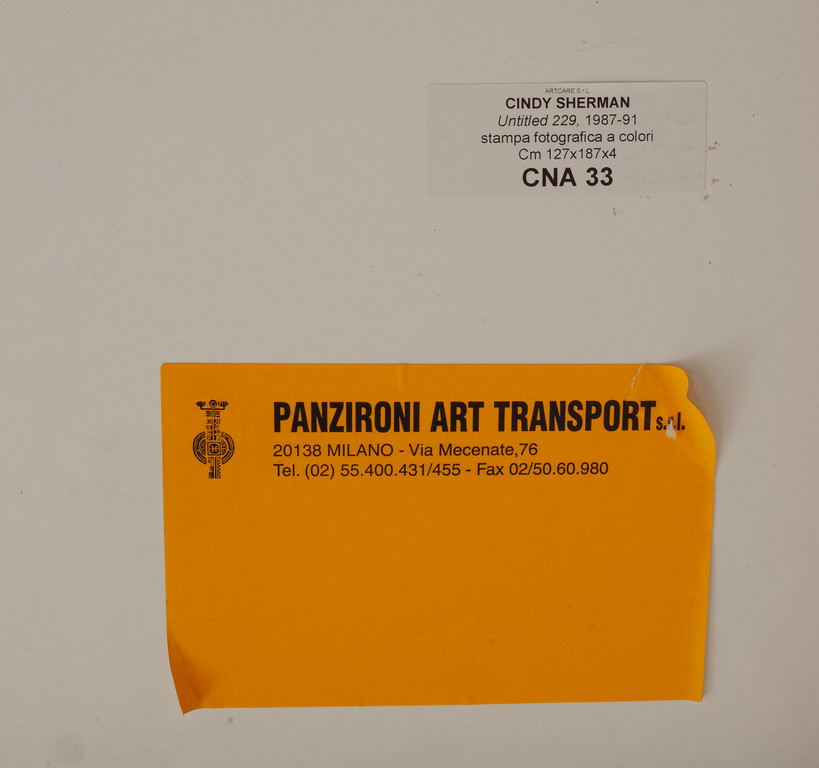 ARTCARE S.r.L.
CINDY SHERMAN
Untitled 229, 1987-91
stampa fotografica a colori
Cm 127x187x4
CNA 33
PANZIRONI ART TRANSPORT s.r.l.
20138 MILANO - Via Mecenate,76
Tel. (02) 55.400.431/455 - Fax 02/50.60.980